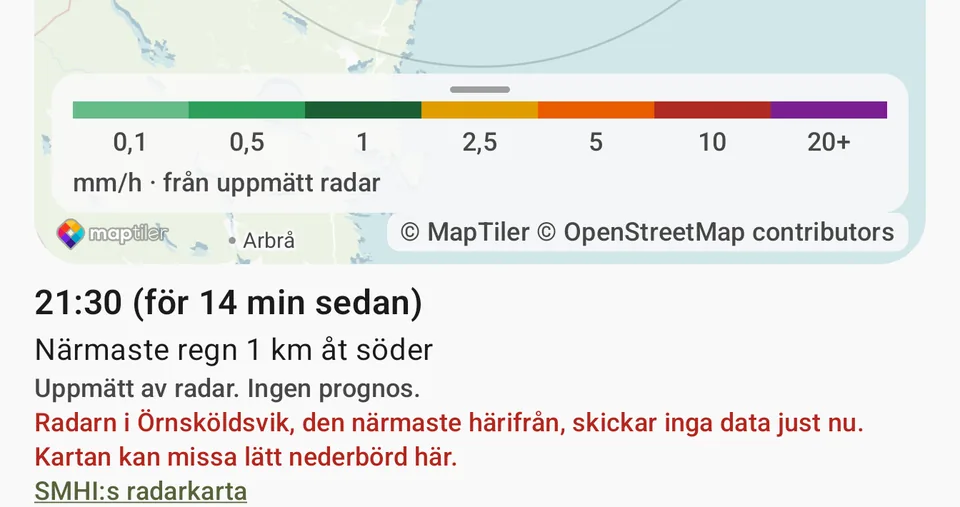 0,1 0,5 1 2,5 5 10 20+
mm/h · från uppmätt radar
maptiler
Arbrå
© MapTiler © OpenStreetMap contributors
21:30 (för 14 min sedan)
Närmaste regn 1 km åt söder
Uppmätt av radar. Ingen prognos.
Radarn i Örnsköldsvik, den närmaste härifrån, skickar inga data just nu.
Kartan kan missa lätt nederbörd här.
SMHI:s radarkarta